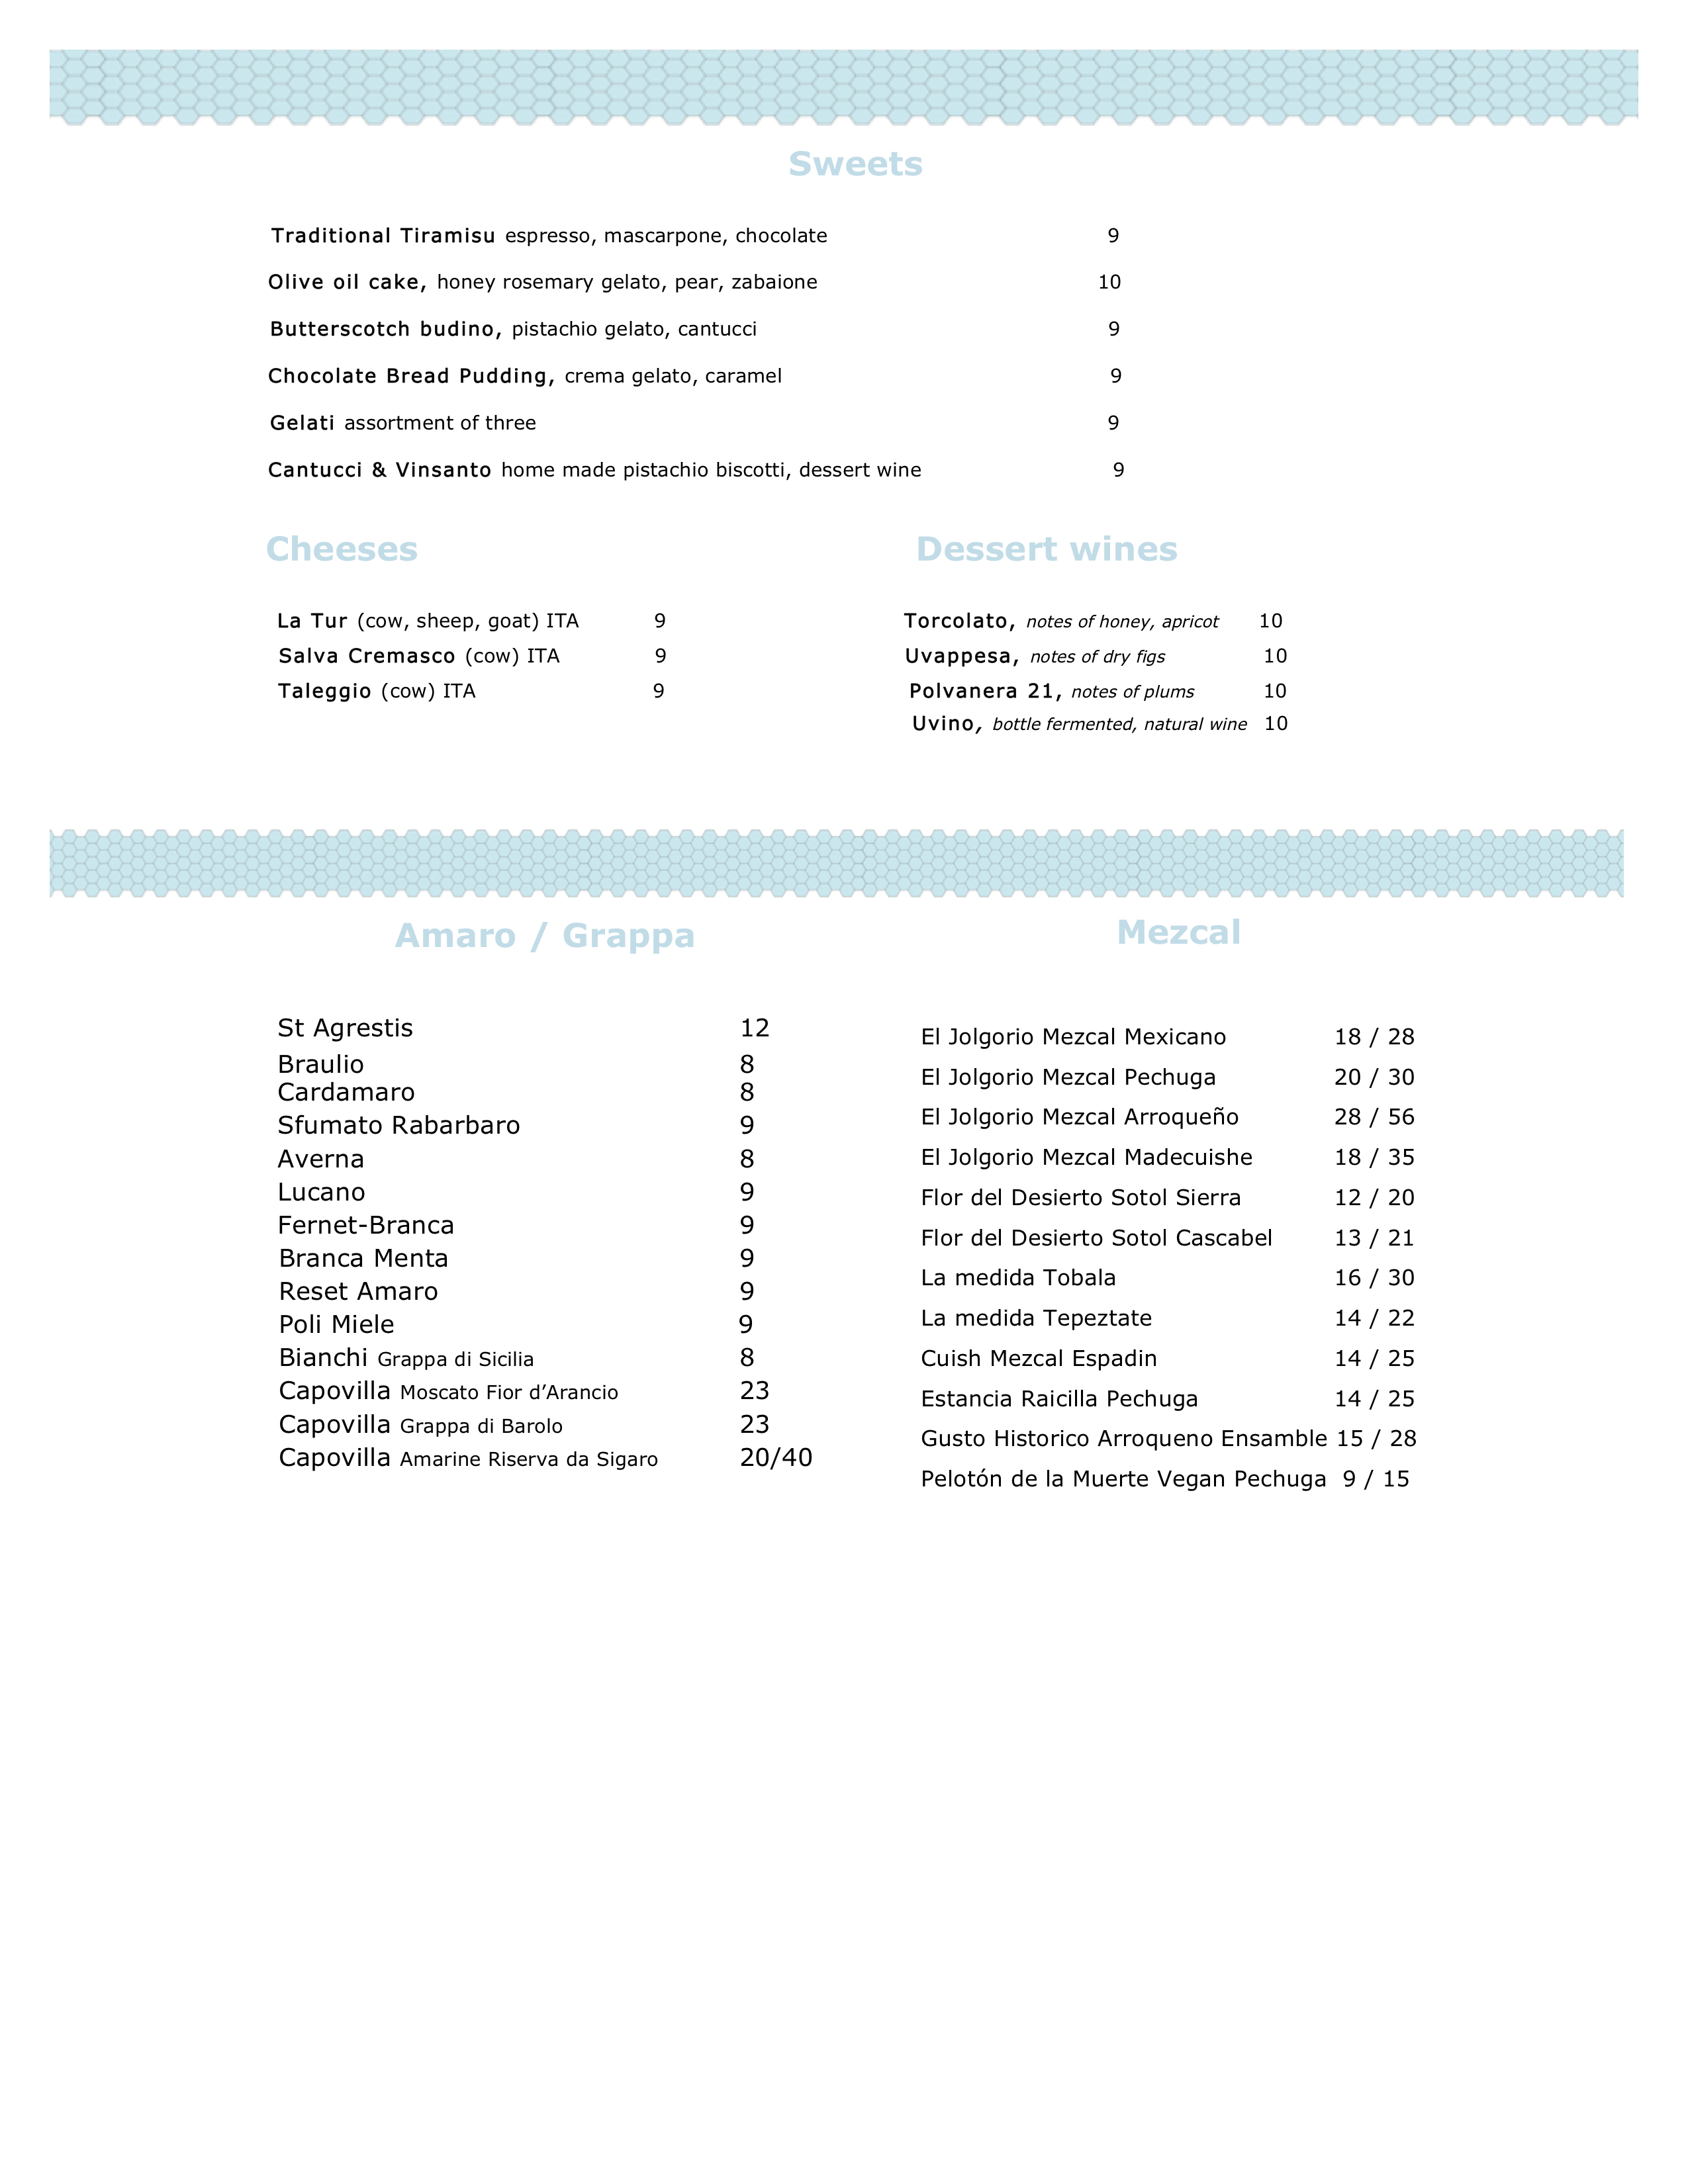 Sweets
Traditional Tiramisu espresso, mascarpone, chocolate 9
Olive oil cake, honey rosemary gelato, pear, zabaione 10
Butterscotch budino, pistachio gelato, cantucci 9
Chocolate Bread Pudding, crema gelato, caramel 9
Gelati assortment of three 9
Cantucci & Vinsanto home made pistachio biscotti, dessert wine 9
Cheeses
La Tur (cow, sheep, goat) ITA 9
Salva Cremasco (cow) ITA 9
Taleggio (cow) ITA 9
Dessert wines
Torcolato, notes of honey, apricot 10
Uvappesa, notes of dry figs 10
Polvanera 21, notes of plums 10
Uvino, bottle fermented, natural wine 10
Amaro / Grappa
St Agrestis 12
Braulio 8
Cardamaro 8
Sfumato Rabarbaro 9
Averna 8
Lucano 9
Fernet-Branca 9
Branca Menta 9
Reset Amaro 9
Poli Miele 9
Bianchi Grappa di Sicilia 8
Capovilla Moscato Fior d’Arancio 23
Capovilla Grappa di Barolo 23
Capovilla Amarine Riserva da Sigaro 20/40
Mezcal
El Jolgorio Mezcal Mexicano 18 / 28
El Jolgorio Mezcal Pechuga 20 / 30
El Jolgorio Mezcal Arroqueño 28 / 56
El Jolgorio Mezcal Madecuishe 18 / 35
Flor del Desierto Sotol Sierra 12 / 20
Flor del Desierto Sotol Cascabel 13 / 21
La medida Tobala 16 / 30
La medida Tepeztate 14 / 22
Cuish Mezcal Espadin 14 / 25
Estancia Raicilla Pechuga 14 / 25
Gusto Historico Arroqueno Ensamble 15 / 28
Pelotón de la Muerte Vegan Pechuga 9 / 15